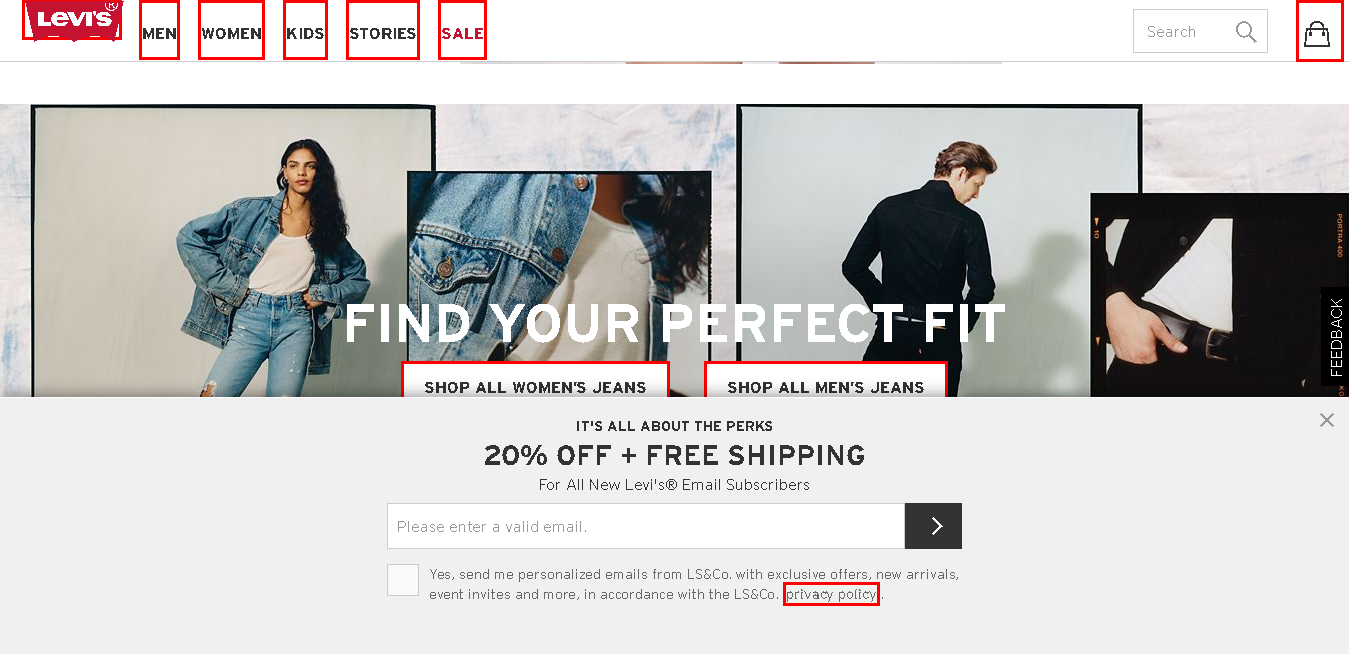 Levi's®
MEN WOMEN KIDS STORIES SALE
Search
PORTRA 400
10
FIND YOUR PERFECT FIT
FEEDBACK
SHOP ALL WOMEN'S JEANS
SHOP ALL MEN'S JEANS
IT'S ALL ABOUT THE PERKS
20% OFF + FREE SHIPPING
For All New Levi's® Email Subscribers
Please enter a valid email.
Yes, send me personalized emails from LS&Co. with exclusive offers, new arrivals,
event invites and more, in accordance with the LS&Co. privacy policy.